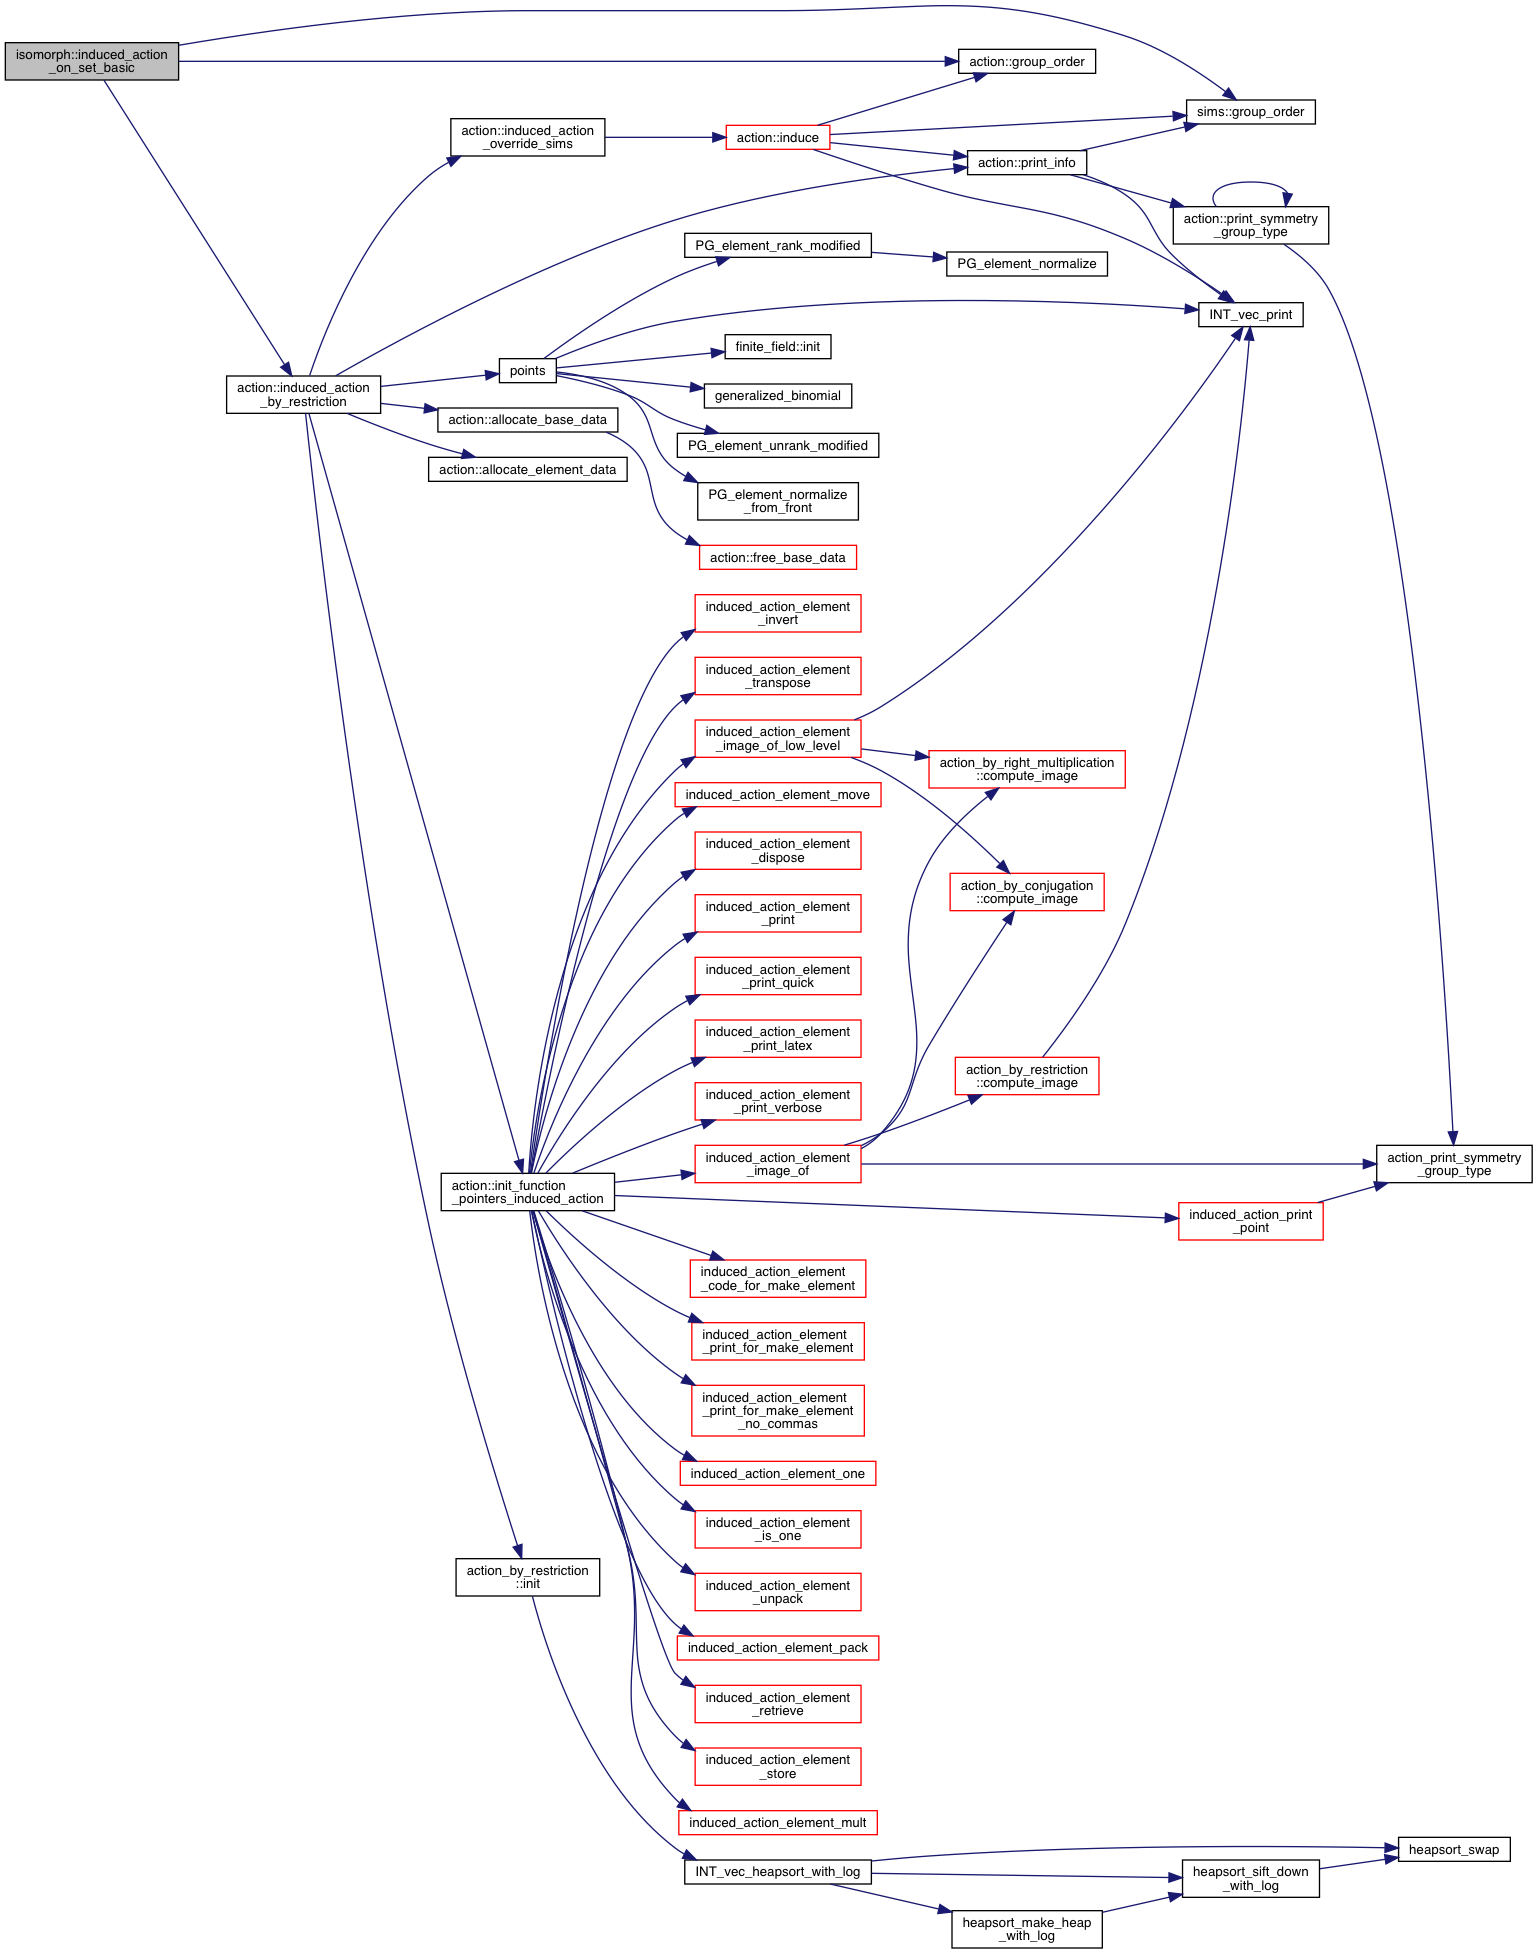 isomorph::induced_action
_on_set_basic
action::group_order
sims::group_order
action::induced_action
_override_sims
action::induce
action::print_info
action::print_symmetry
_group_type
PG_element_rank_modified
PG_element_normalize
INT_vec_print
finite_field::init
points
action::induced_action
_by_restriction
generalized_binomial
action::allocate_base_data
PG_element_unrank_modified
action::allocate_element_data
PG_element_normalize
_from_front
action::free_base_data
induced_action_element
_invert
induced_action_element
_transpose
induced_action_element
_image_of_low_level
action_by_right_multiplication
::compute_image
induced_action_element_move
induced_action_element
_dispose
action_by_conjugation
::compute_image
induced_action_element
_print
induced_action_element
_print_quick
induced_action_element
_print_latex
action_by_restriction
::compute_image
induced_action_element
_print_verbose
induced_action_element
_image_of
action_print_symmetry
_group_type
action::init_function
_pointers_induced_action
induced_action_print
_point
induced_action_element
_code_for_make_element
induced_action_element
_print_for_make_element
induced_action_element
_print_for_make_element
_no_commas
induced_action_element_one
induced_action_element
_is_one
action_by_restriction
::init
induced_action_element
_unpack
induced_action_element_pack
induced_action_element
_retrieve
induced_action_element
_store
induced_action_element_mult
heapsort_swap
INT_vec_heapsort_with_log
heapsort_sift_down
_with_log
heapsort_make_heap
_with_log